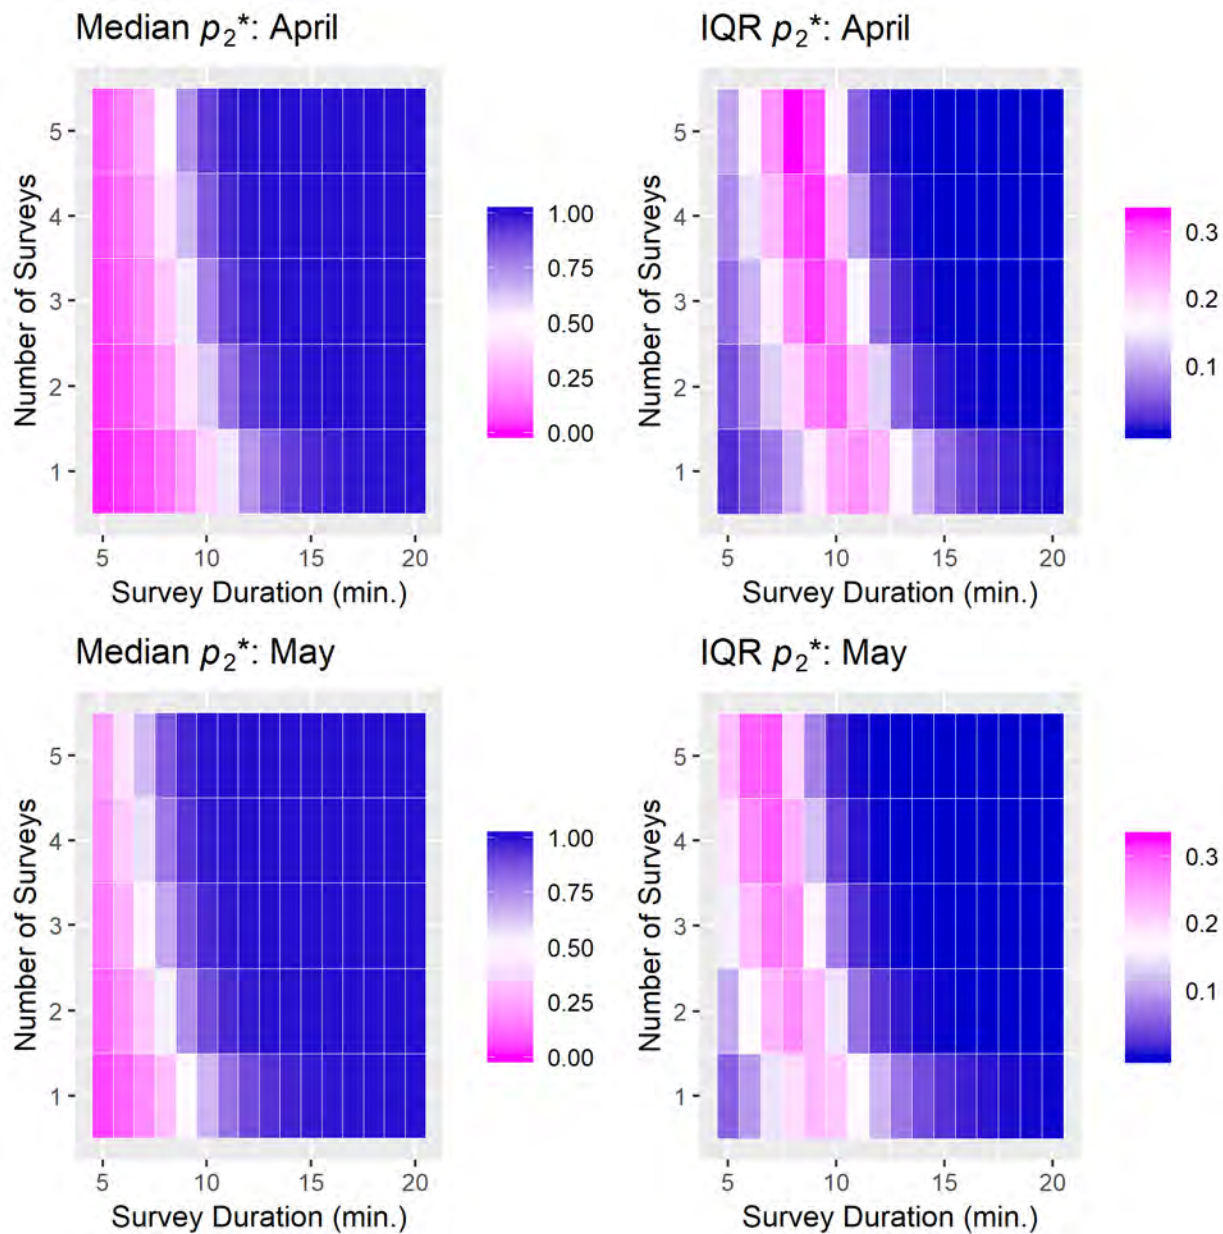 Median p₂*: April
Number of Surveys
5
4
3
2
1
5 10 15 20
Survey Duration (min.)
1.00
0.75
0.50
0.25
0.00
IQR p₂*: April
Number of Surveys
5
4
3
2
1
5 10 15 20
Survey Duration (min.)
0.3
0.2
0.1
Median p₂*: May
Number of Surveys
5
4
3
2
1
5 10 15 20
Survey Duration (min.)
1.00
0.75
0.50
0.25
0.00
IQR p₂*: May
Number of Surveys
5
4
3
2
1
5 10 15 20
Survey Duration (min.)
0.3
0.2
0.1